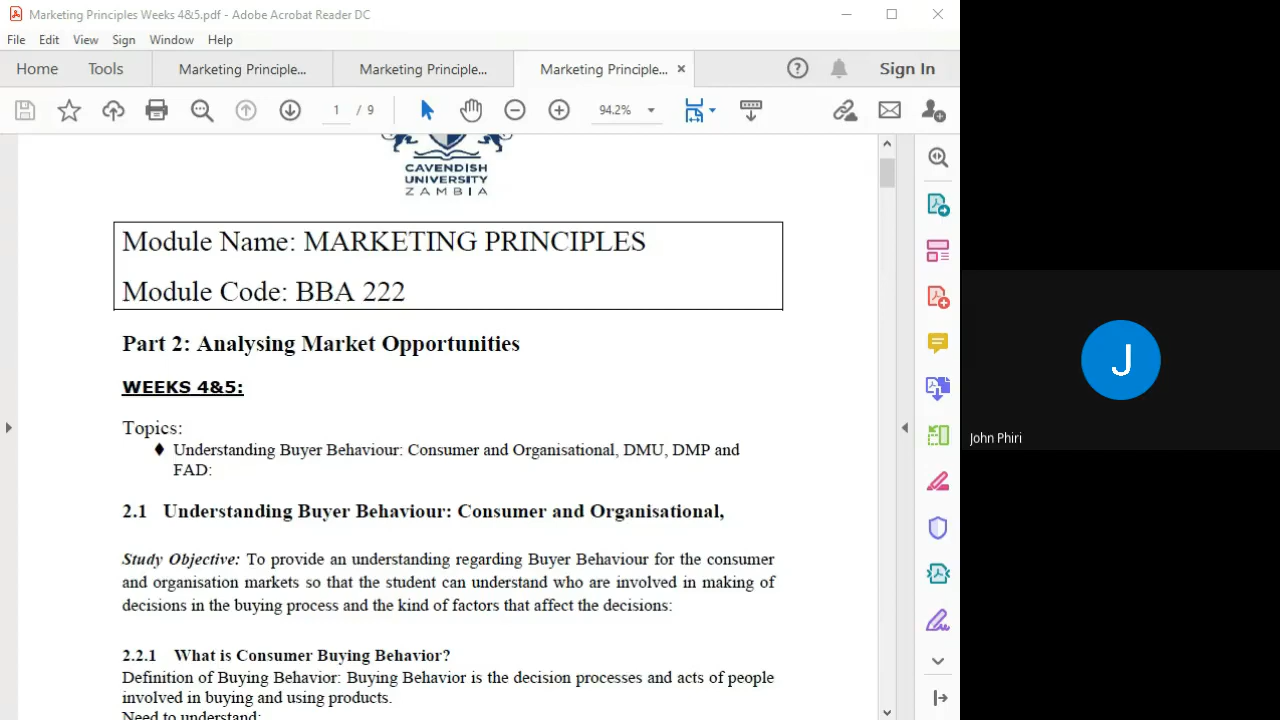 Marketing Principles Weeks 4&5.pdf - Adobe Acrobat Reader DC
File Edit View Sign Window Help
Home Tools Marketing Principle... Marketing Principle... Marketing Principle... × Sign In
1 / 9 94.2%
CAVENDISH
UNIVERSITY
ZAMBIA
Module Name: MARKETING PRINCIPLES
Module Code: BBA 222
Part 2: Analysing Market Opportunities
WEEKS 4&5:
Topics:
♦ Understanding Buyer Behaviour: Consumer and Organisational, DMU, DMP and
FAD:
2.1 Understanding Buyer Behaviour: Consumer and Organisational,
Study Objective: To provide an understanding regarding Buyer Behaviour for the consumer
and organisation markets so that the student can understand who are involved in making of
decisions in the buying process and the kind of factors that affect the decisions:
2.2.1 What is Consumer Buying Behavior?
Definition of Buying Behavior: Buying Behavior is the decision processes and acts of people
involved in buying and using products.
Need to understand:
J
John Phiri